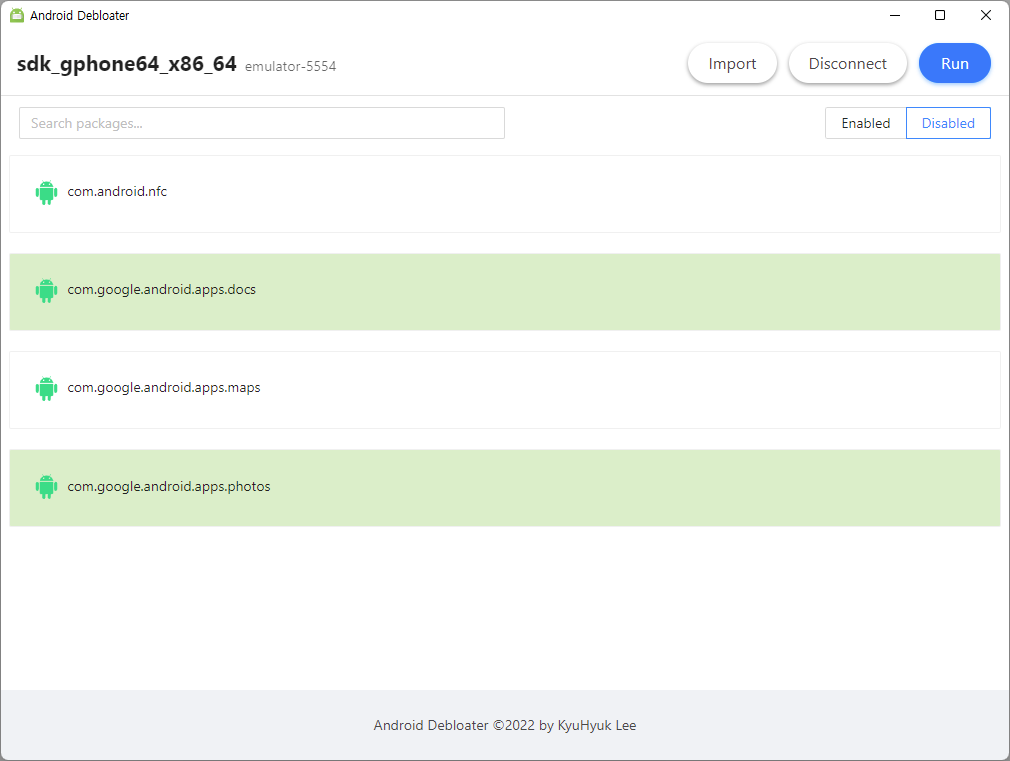 Android Debloater
sdk_gphone64_x86_64 emulator-5554 Import Disconnect Run
Search packages... Enabled Disabled
com.android.nfc
com.google.android.apps.docs
com.google.android.apps.maps
com.google.android.apps.photos
Android Debloater ©2022 by KyuHyuk Lee